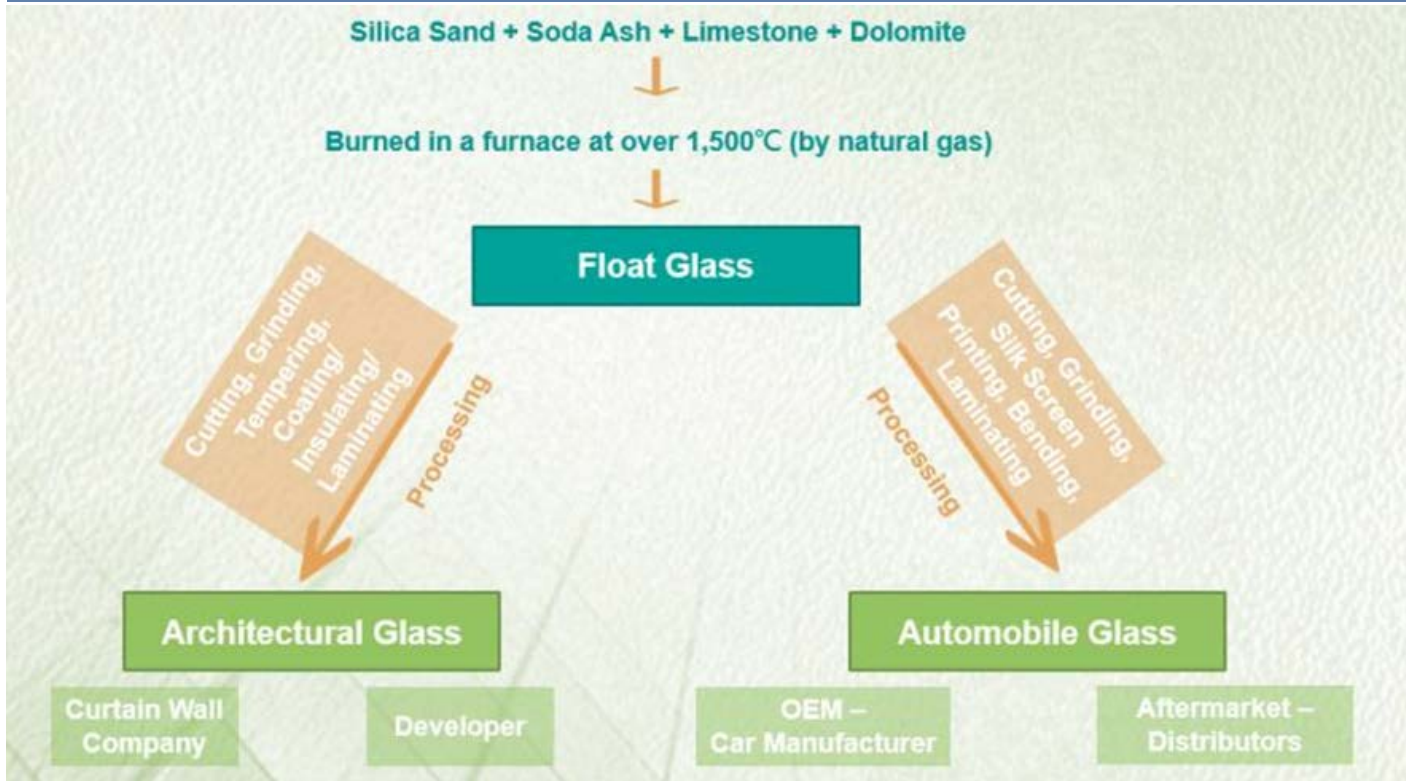 Silica Sand + Soda Ash + Limestone + Dolomite
Burned in a furnace at over 1,500℃ (by natural gas)
Float Glass
Cutting, Grinding,
Tempering,
Coating/
Insulating/
Laminating
Processing
Cutting, Grinding,
Silk Screen
Printing, Bending,
Laminating
Processing
Architectural Glass
Automobile Glass
Curtain Wall
Company
Developer
OEM –
Car Manufacturer
Aftermarket –
Distributors